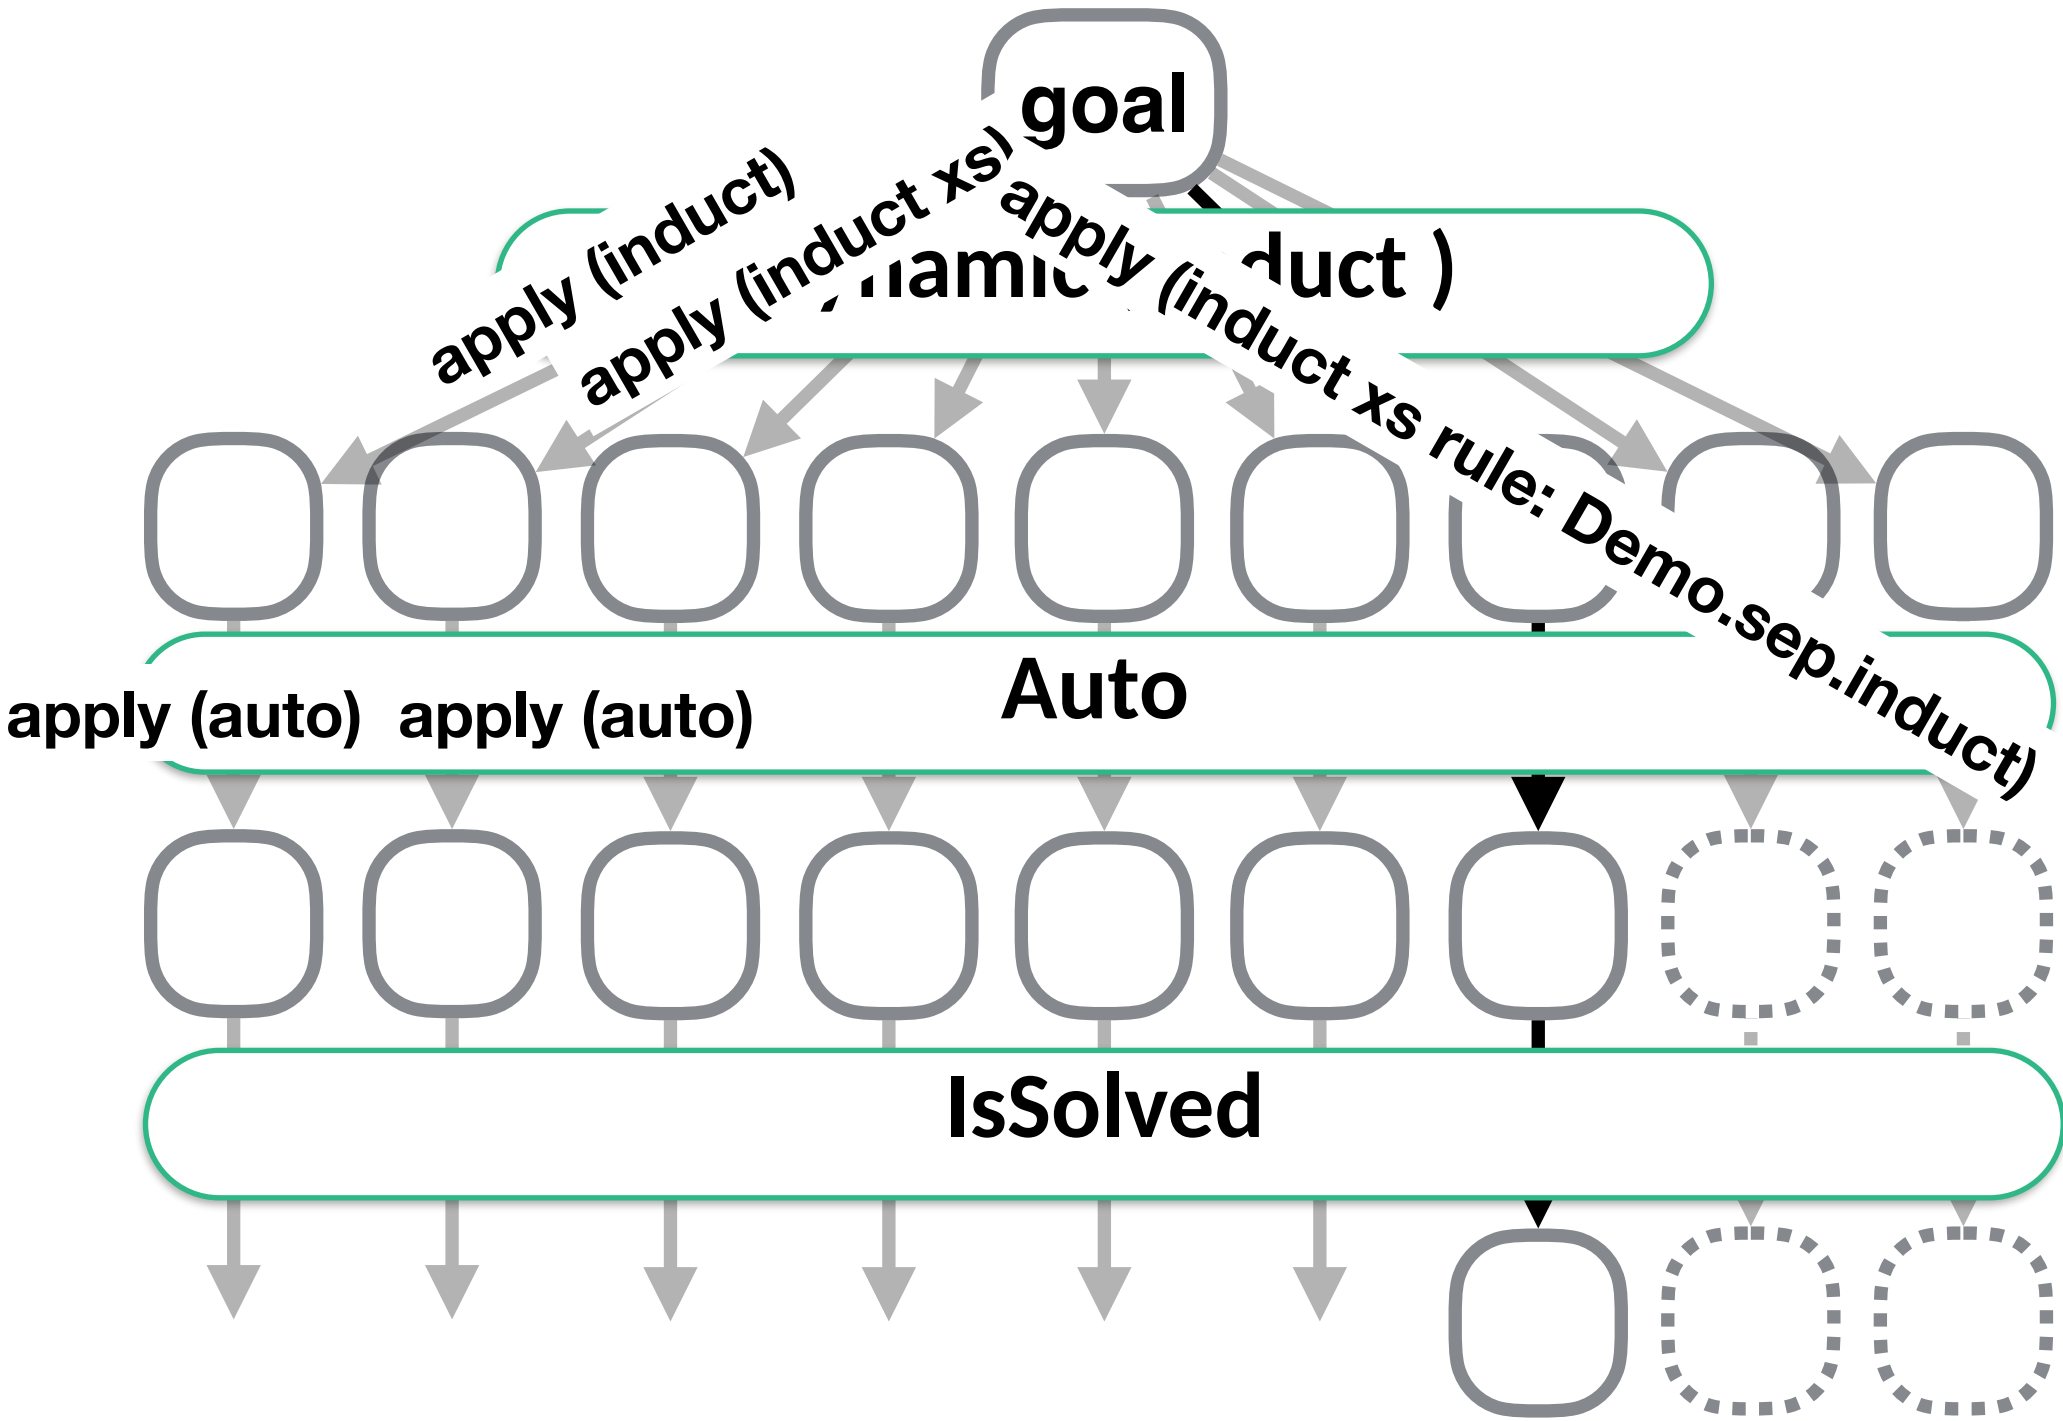 goal
apply (induct)
apply (induct xs)
duct )
apply (induct xs rule: Demo.sep.induct)
Auto
apply (auto)
apply (auto)
IsSolved